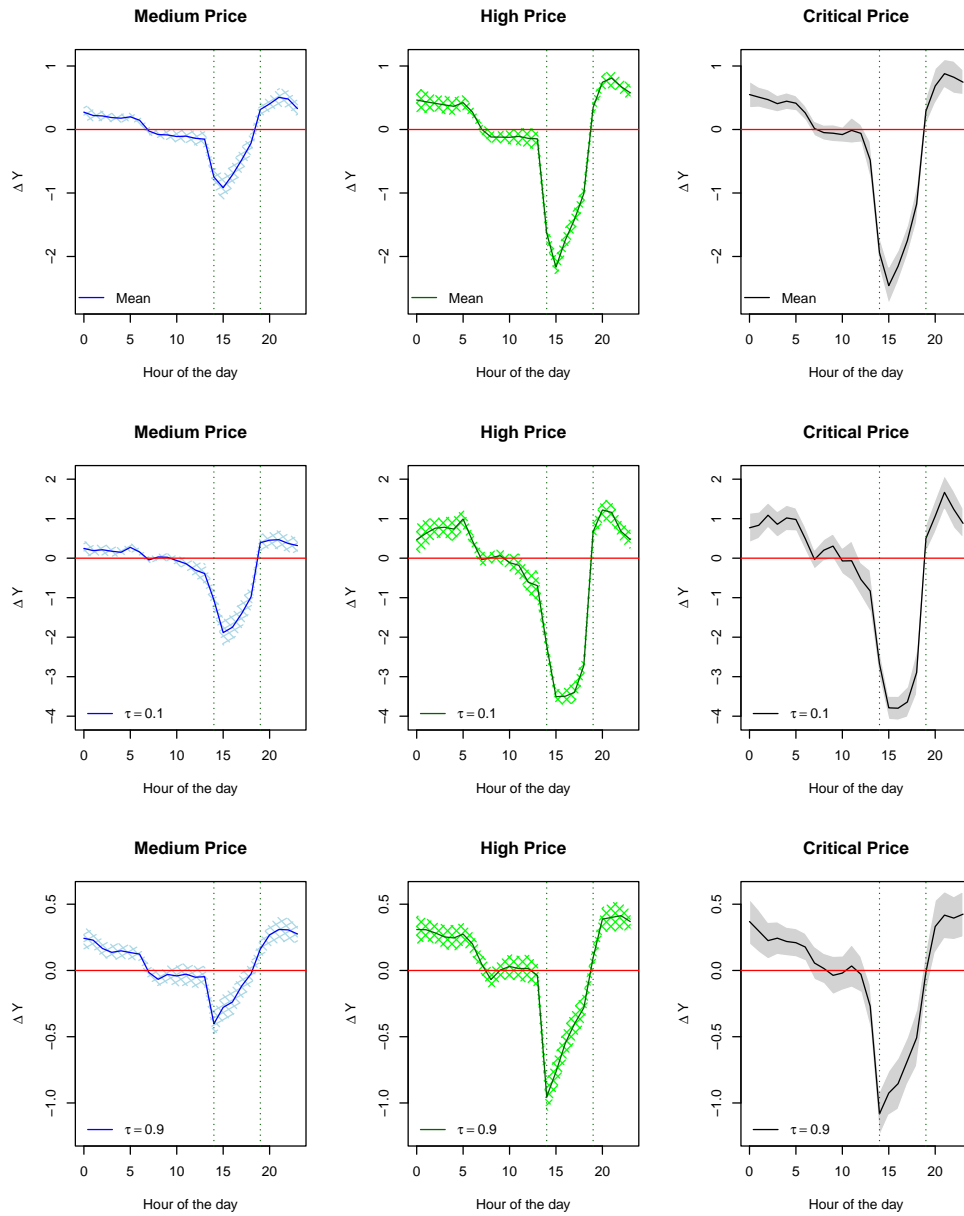 Medium Price
High Price
Critical Price
Δ Y
1
0
−1
−2
Mean
0 5 10 15 20
Hour of the day
Δ Y
1
0
−1
−2
Mean
0 5 10 15 20
Hour of the day
Δ Y
1
0
−1
−2
Mean
0 5 10 15 20
Hour of the day
Medium Price
High Price
Critical Price
Δ Y
2
1
0
−1
−2
−3
−4
τ = 0.1
0 5 10 15 20
Hour of the day
Δ Y
2
1
0
−1
−2
−3
−4
τ = 0.1
0 5 10 15 20
Hour of the day
Δ Y
2
1
0
−1
−2
−3
−4
τ = 0.1
0 5 10 15 20
Hour of the day
Medium Price
High Price
Critical Price
Δ Y
0.5
0.0
−0.5
−1.0
τ = 0.9
0 5 10 15 20
Hour of the day
Δ Y
0.5
0.0
−0.5
−1.0
τ = 0.9
0 5 10 15 20
Hour of the day
Δ Y
0.5
0.0
−0.5
−1.0
τ = 0.9
0 5 10 15 20
Hour of the day